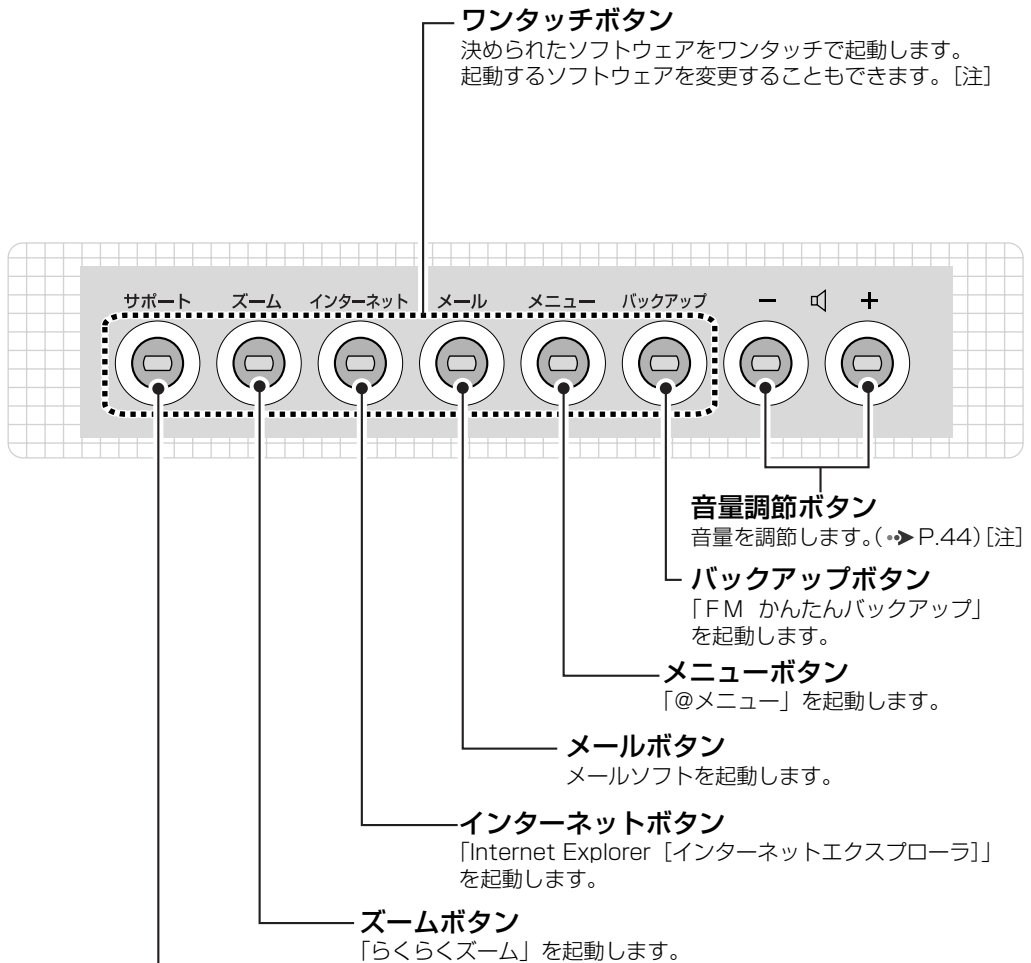 ワンタッチボタン
決められたソフトウェアをワンタッチで起動します。
起動するソフトウェアを変更することもできます。[注]
サポート ズーム インターネット メール メニュー バックアップ − +
音量調節ボタン
音量を調節します。(P.44)[注]
バックアップボタン
「FM かんたんバックアップ」
を起動します。
メニューボタン
「@メニュー」を起動します。
メールボタン
メールソフトを起動します。
インターネットボタン
「Internet Explorer[インターネットエクスプローラ]」
を起動します。
ズームボタン
「らくらくズーム」を起動します。